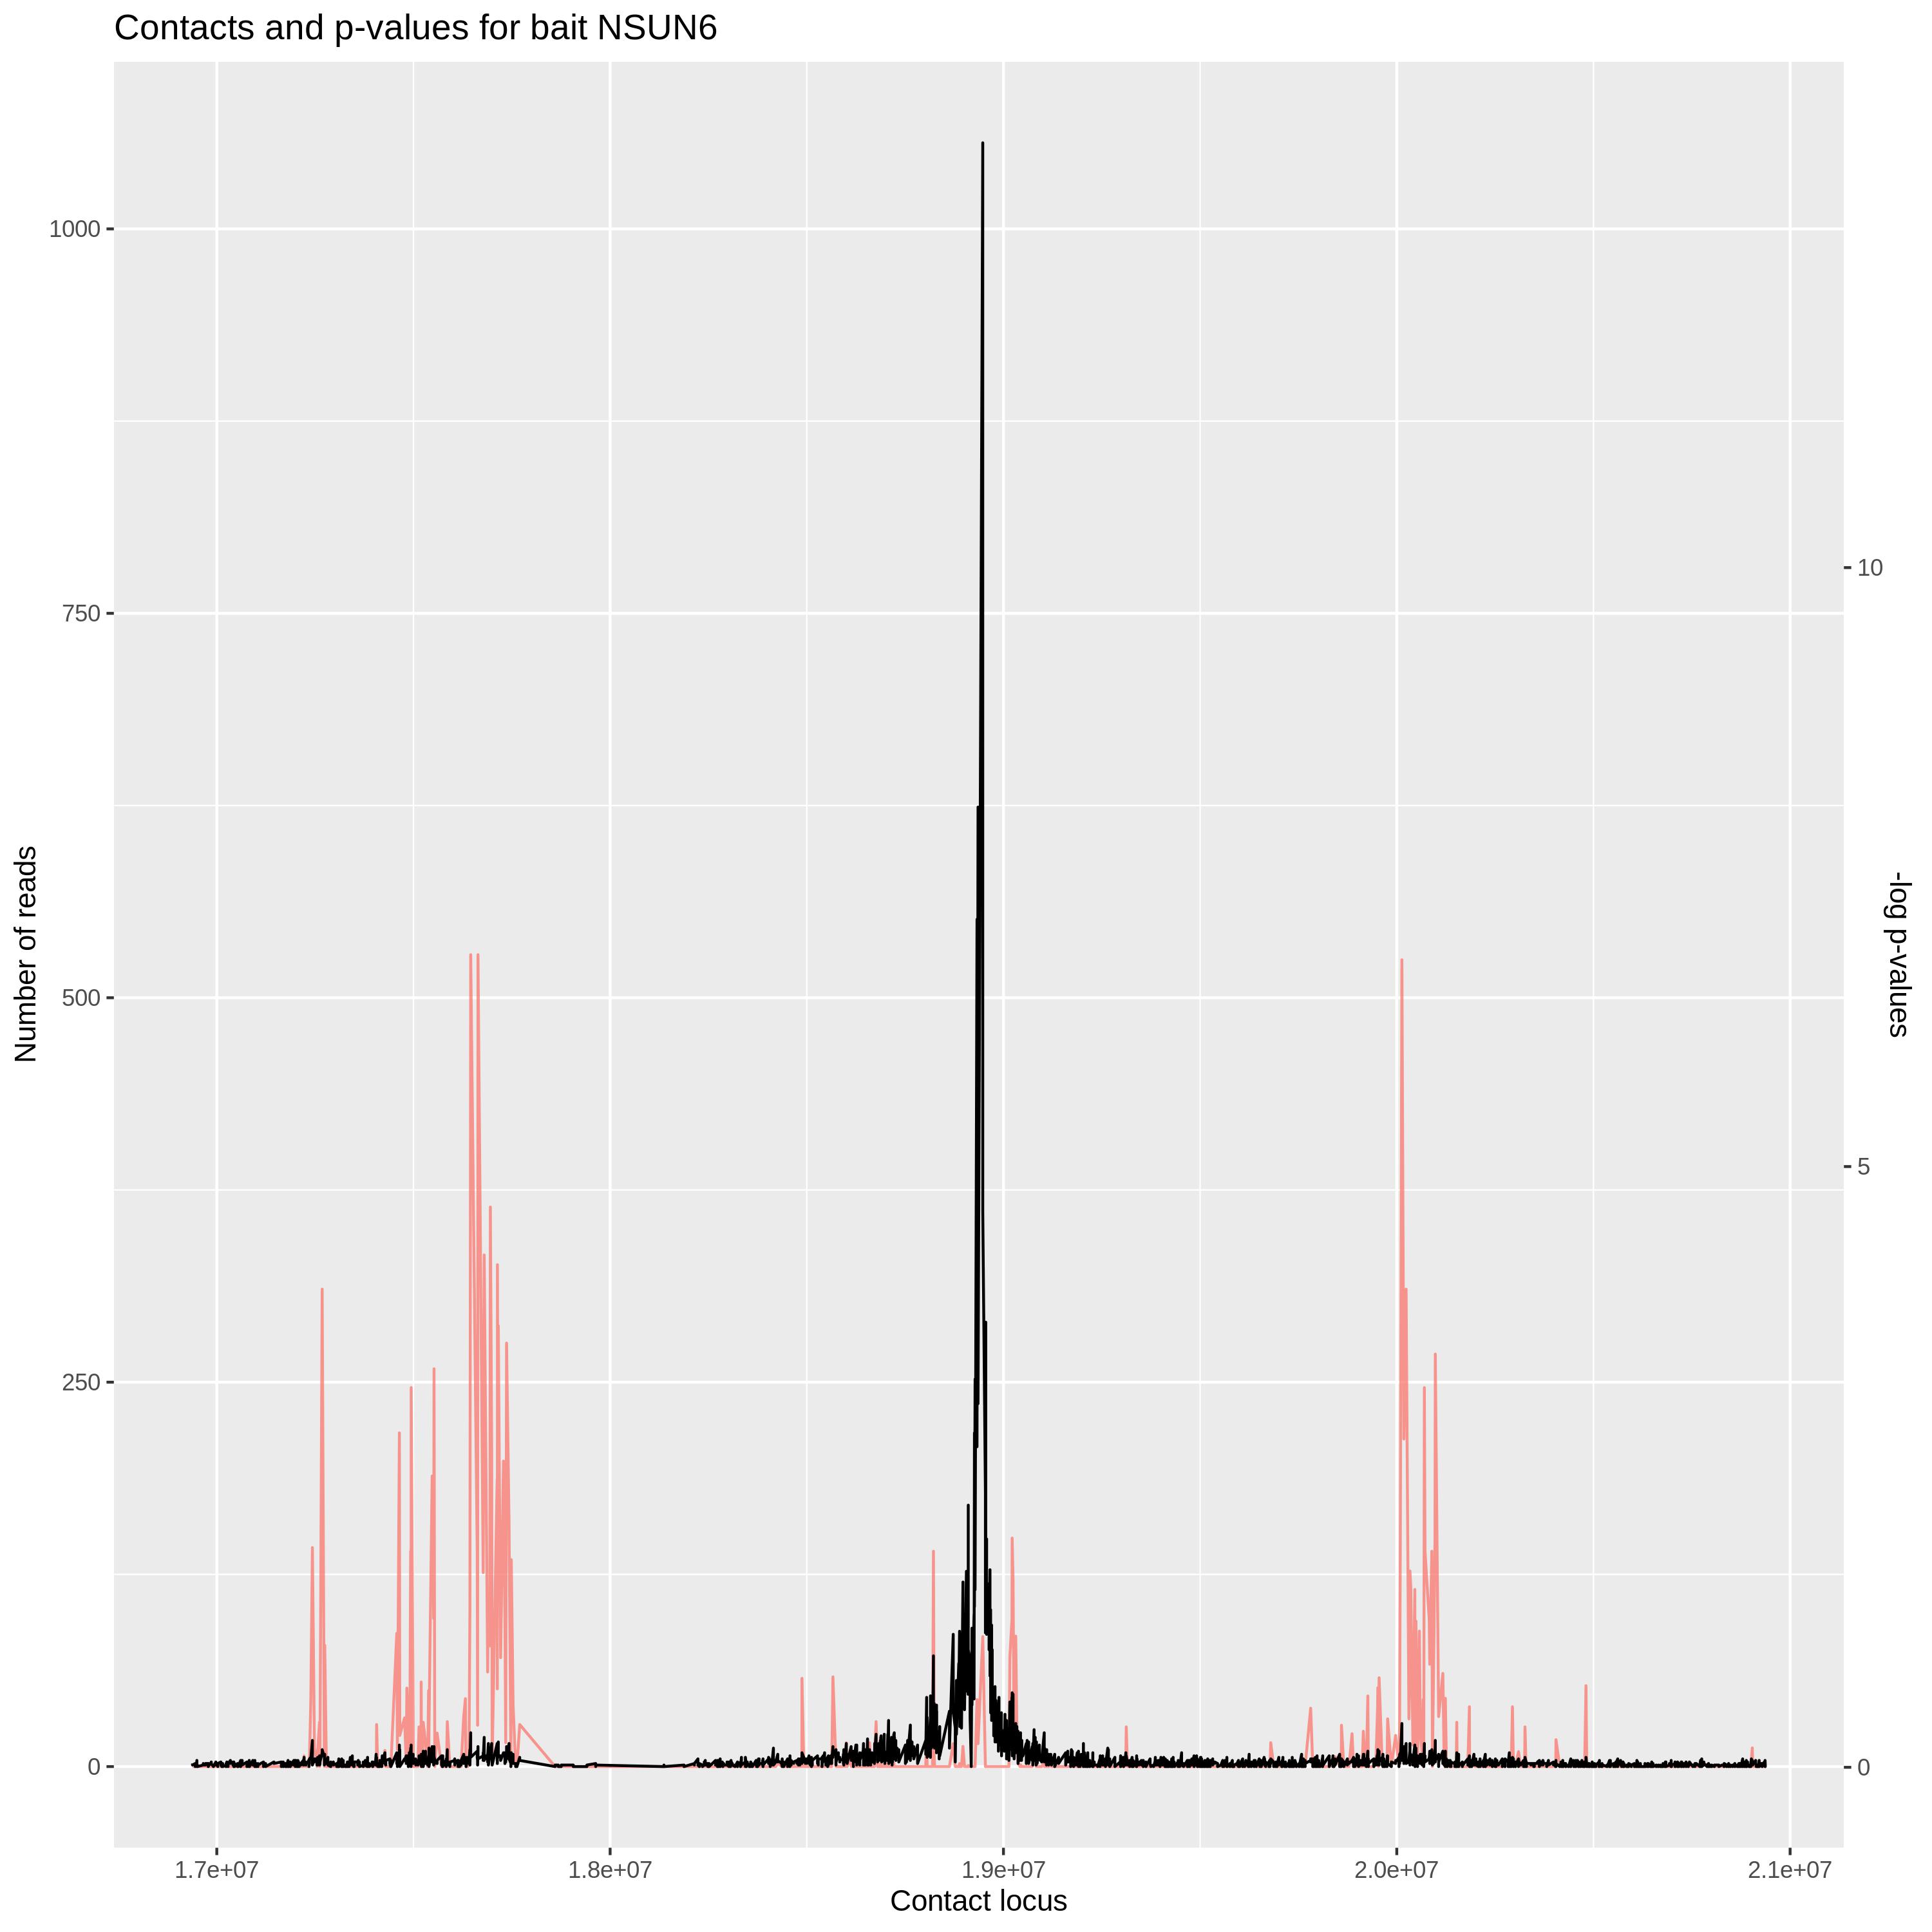 Contacts and p-values for bait NSUN6
1000
750
500
250
0
Number of reads
10
5
0
-log p-values
1.7e+07
1.8e+07
1.9e+07
2.0e+07
2.1e+07
Contact locus